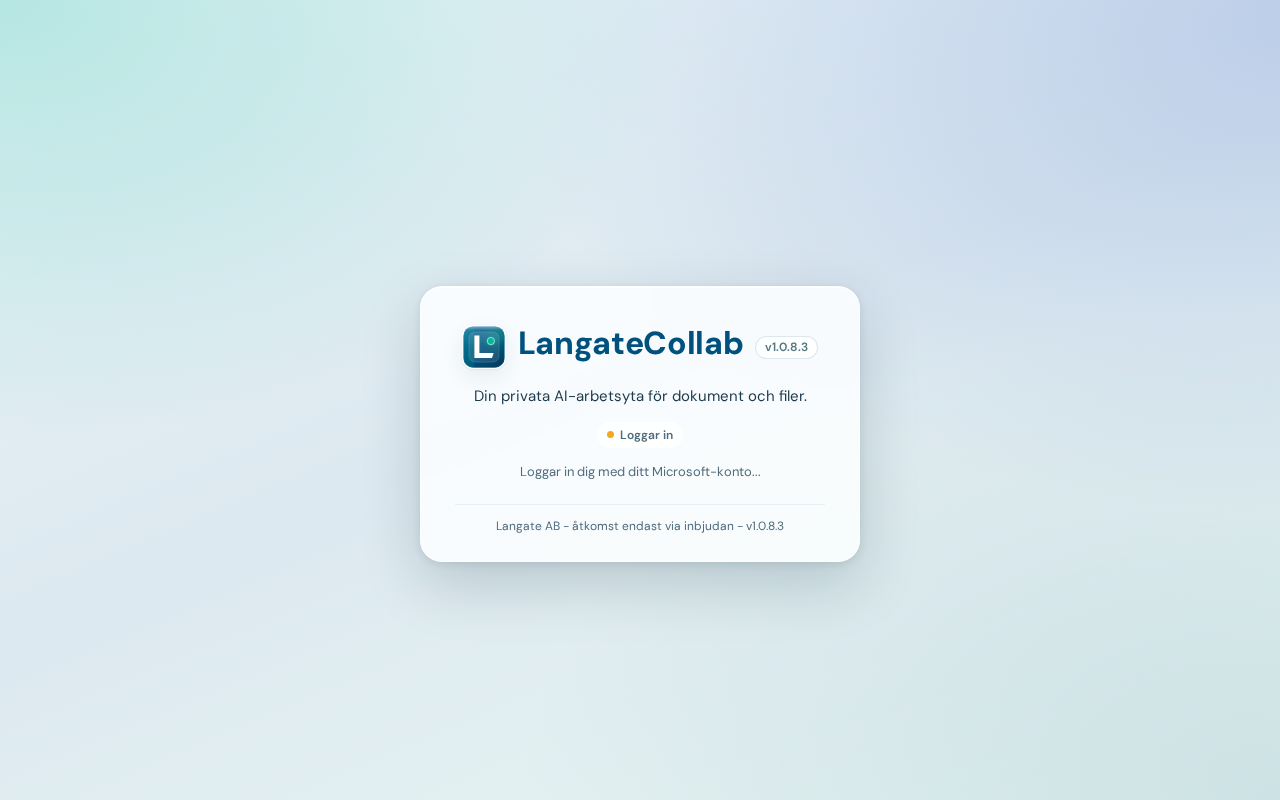 LangateCollab v1.0.8.3
Din privata AI-arbetsyta för dokument och filer.
Loggar in
Loggar in dig med ditt Microsoft-konto...
Langate AB - åtkomst endast via inbjudan - v1.0.8.3